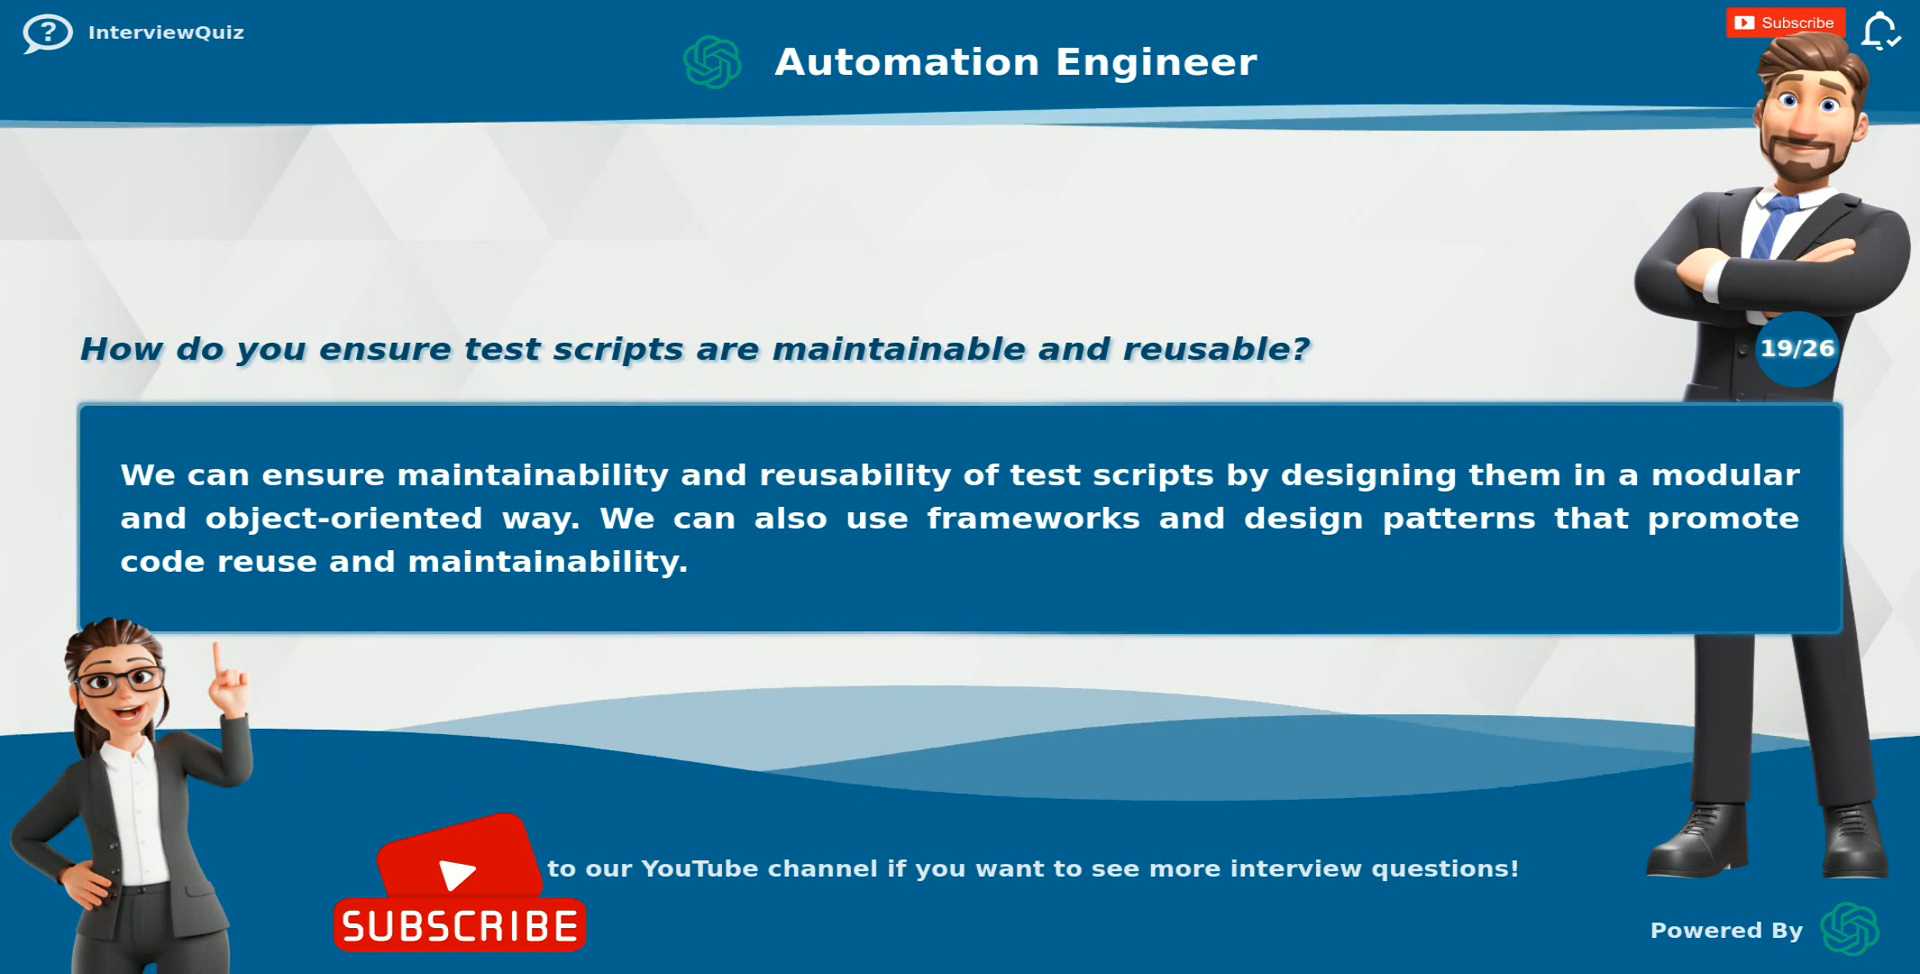 InterviewQuiz
Subscribe
Automation Engineer
How do you ensure test scripts are maintainable and reusable?
19/26
We can ensure maintainability and reusability of test scripts by designing them in a modular
and object-oriented way. We can also use frameworks and design patterns that promote
code reuse and maintainability.
to our YouTube channel if you want to see more interview questions!
SUBSCRIBE
Powered By